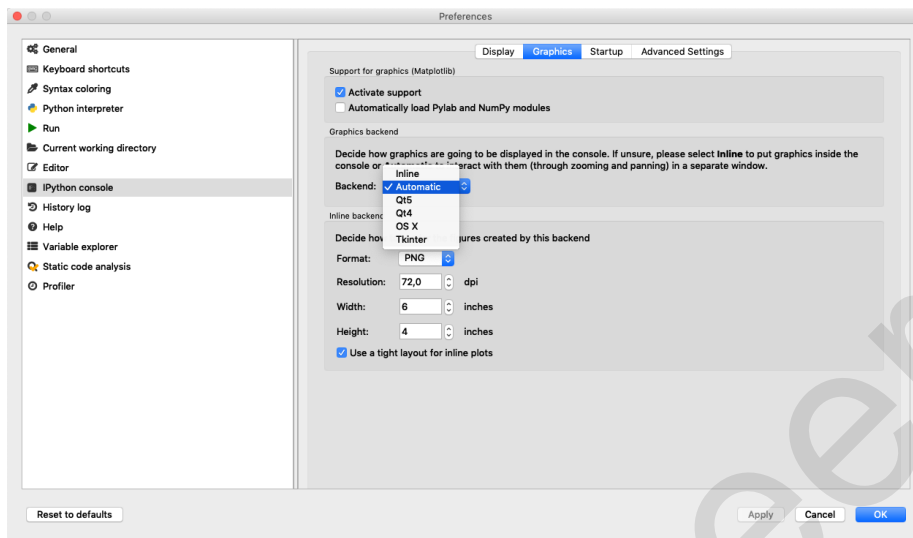 Preferences
General
Keyboard shortcuts
Syntax coloring
Python interpreter
Run
Current working directory
Editor
IPython console
History log
Help
Variable explorer
Static code analysis
Profiler
Display Graphics Startup Advanced Settings
Support for graphics (Matplotlib)
Activate support
Automatically load Pylab and NumPy modules
Graphics backend
Decide how graphics are going to be displayed in the console. If unsure, please select Inline to put graphics inside the
console or Automatic to interact with them (through zooming and panning) in a separate window.
Backend:
Inline
Automatic
Qt5
Qt4
OS X
Tkinter
Inline backend
Decide how figures created by this backend
Format: PNG
Resolution: 72,0 dpi
Width: 6 inches
Height: 4 inches
Use a tight layout for inline plots
Reset to defaults
Apply Cancel OK